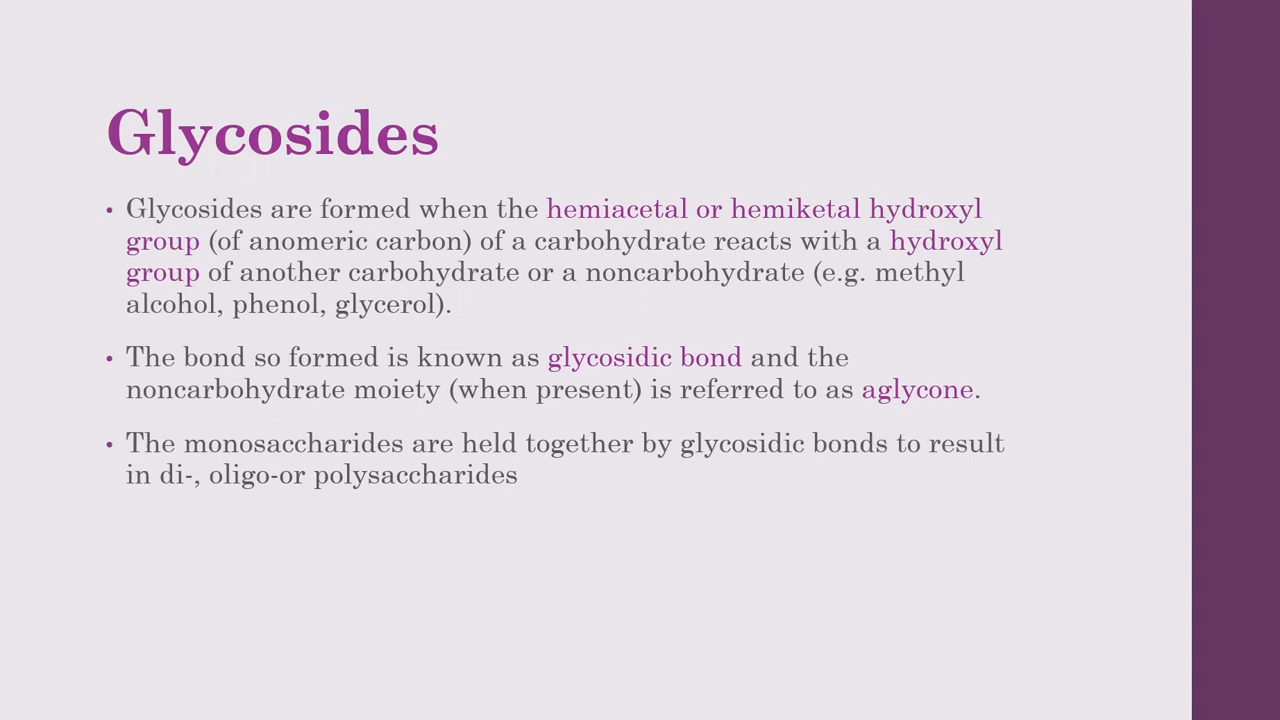 Glycosides
• Glycosides are formed when the hemiacetal or hemiketal hydroxyl
group (of anomeric carbon) of a carbohydrate reacts with a hydroxyl
group of another carbohydrate or a noncarbohydrate (e.g. methyl
alcohol, phenol, glycerol).
• The bond so formed is known as glycosidic bond and the
noncarbohydrate moiety (when present) is referred to as aglycone.
• The monosaccharides are held together by glycosidic bonds to result
in di-, oligo-or polysaccharides